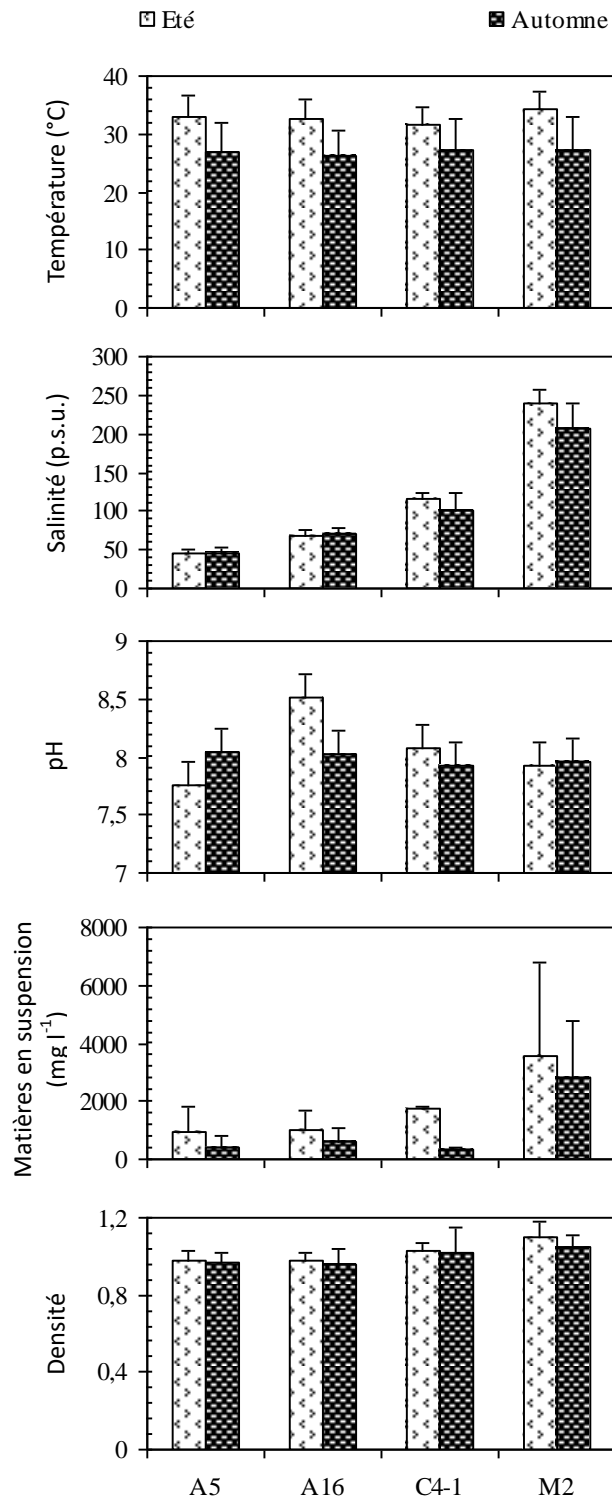 Eté
Automne
Température (°C)
40
30
20
10
0
Salinité (p.s.u.)
300
250
200
150
100
50
0
pH
9
8,5
8
7,5
7
Matières en suspension
(mg l⁻¹)
8000
6000
4000
2000
0
Densité
1,2
0,8
0,4
0
A5
A16
C4-1
M2